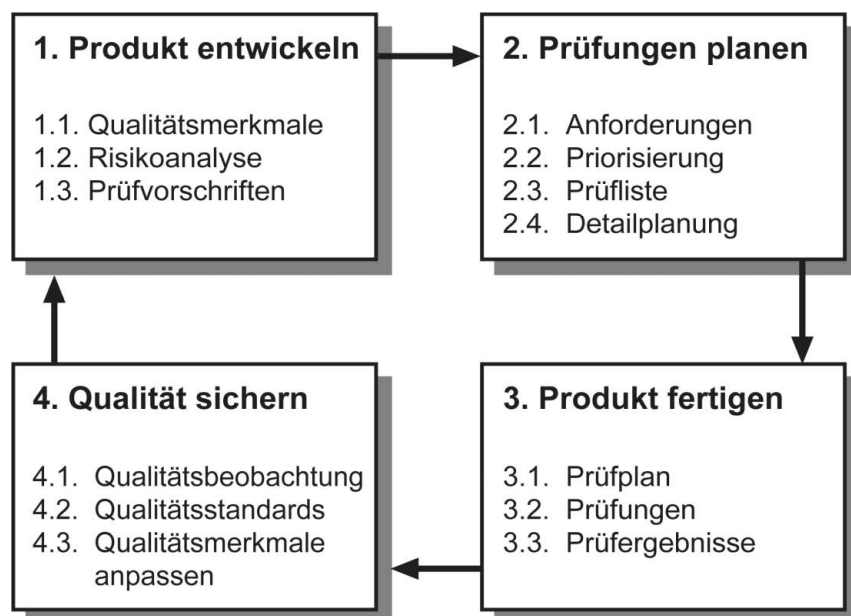 1. Produkt entwickeln
1.1. Qualitätsmerkmale
1.2. Risikoanalyse
1.3. Prüfvorschriften
2. Prüfungen planen
2.1. Anforderungen
2.2. Priorisierung
2.3. Prüfliste
2.4. Detailplanung
3. Produkt fertigen
3.1. Prüfplan
3.2. Prüfungen
3.3. Prüfergebnisse
4. Qualität sichern
4.1. Qualitätsbeobachtung
4.2. Qualitätsstandards
4.3. Qualitätsmerkmale
anpassen